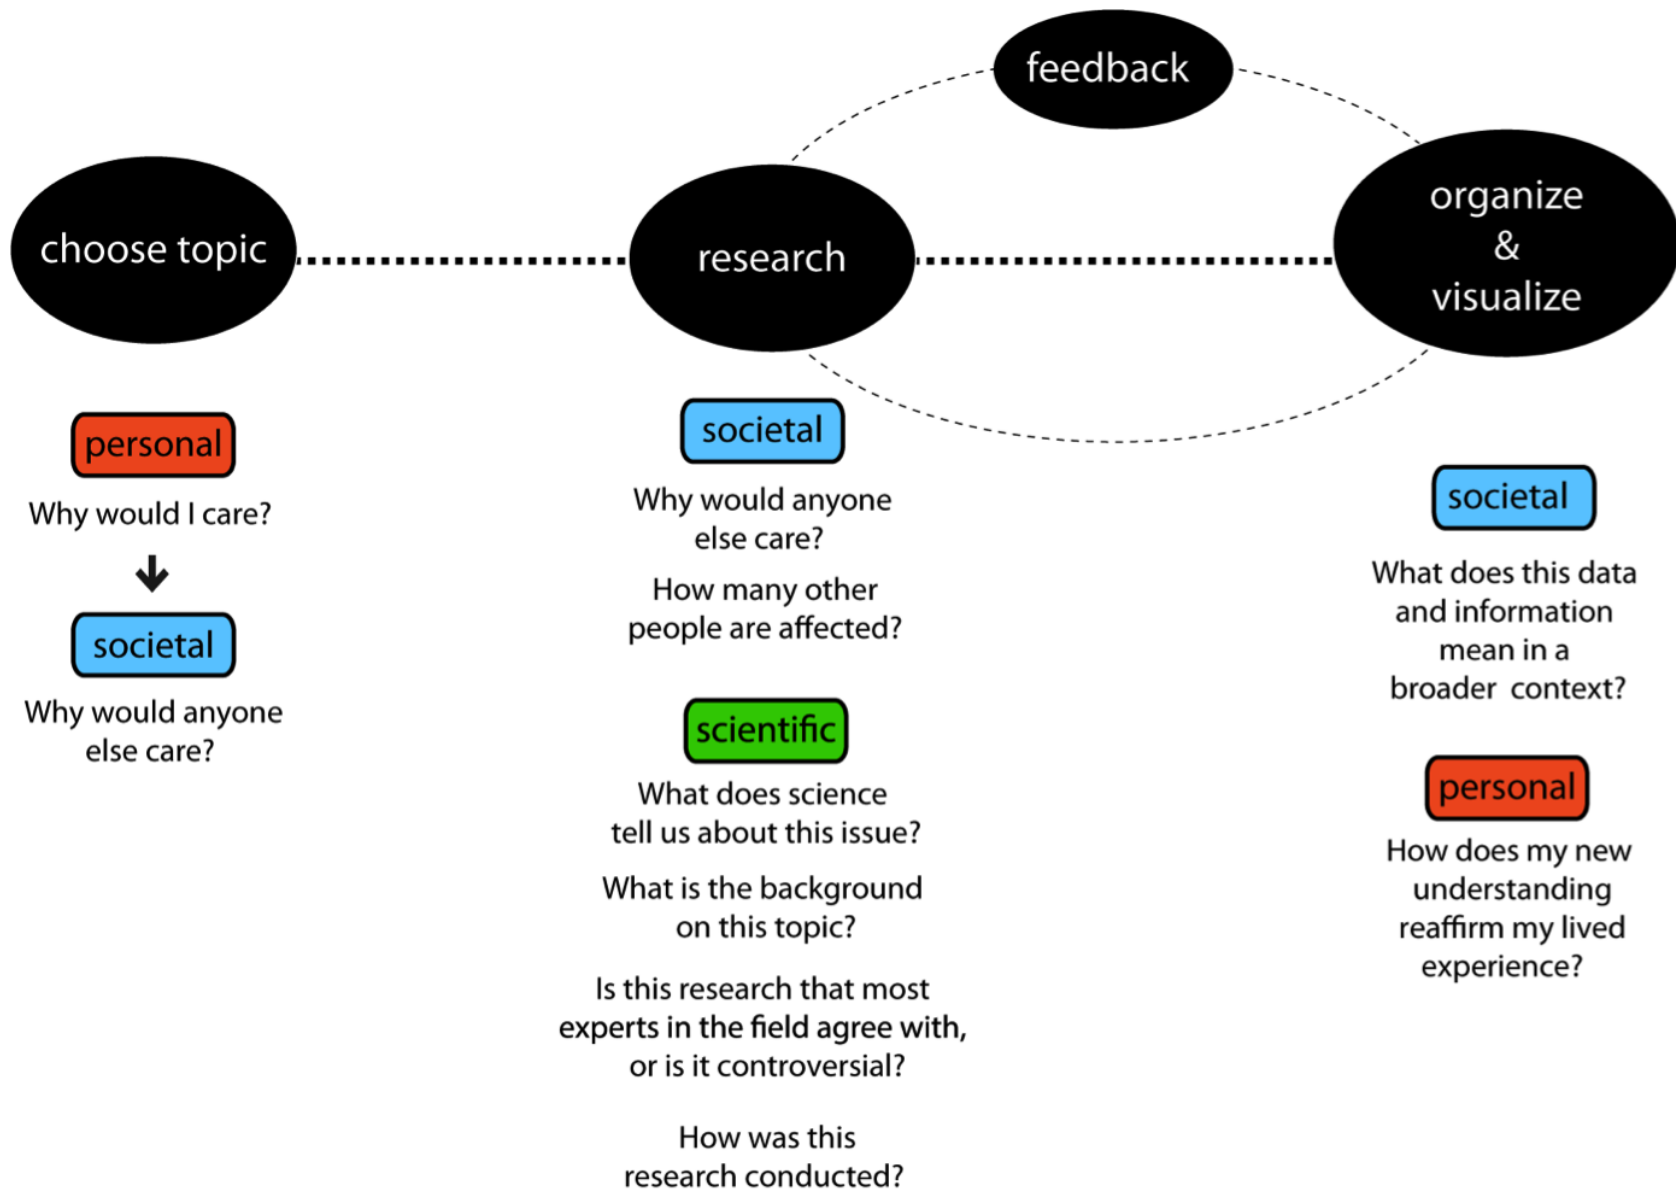 feedback
choose topic
research
organize
&
visualize
personal
Why would I care?
societal
Why would anyone
else care?
societal
Why would anyone
else care?
How many other
people are affected?
scientific
What does science
tell us about this issue?
What is the background
on this topic?
Is this research that most
experts in the field agree with,
or is it controversial?
How was this
research conducted?
societal
What does this data
and information
mean in a
broader context?
personal
How does my new
understanding
reaffirm my lived
experience?